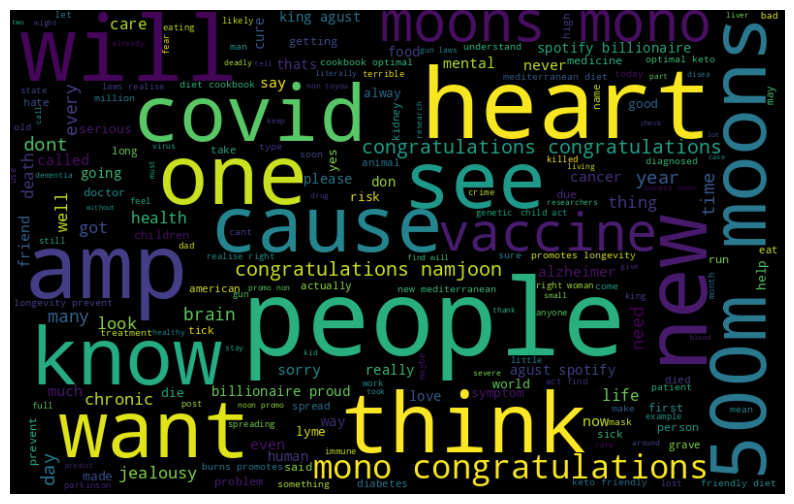 will
moons mono
heart
covid
one
see
cause
vaccine
amp
people
know
new
500m moons
want
think
mono congratulations
congratulations congratulations
congratulations namjoon
care
king agust
cure
getting
thats
food
spotify billionaire
mental
never
medicine
understand
high
gun laws
optimal keto
bad
liver
two
might
already
let
eating
fear
likely
man
deadly
tell
cookbook optimal
literally
terrible
mediterranean diet
today
part
disea
may
state
hate
laws realise
million
diet cookbook
say
alway
name
good
old
call
virus
non toyou
keep
kidney
research
check
every
serious
dont
called
long
take
type
soon
yes
animal
killed
diagnosed
lot
case
death
going
doctor
must
dementia
without
feel
please
don
risk
drug
cancer
year
living
crime
due
thing
time
researchers
friend
well
got
health
children
still
dad
cant
genetic child act
realise right
find will
sure
promotes longevity
run
eat
help
american
gun
actually
alzheimer
give
longevity prevent
promo non
new mediterranean
right woman
come
king
month
small
need
many
look
brain
treatment
healthy
tick
stay
kid
thank
anyone
blood
sorry
really
agust spotify
little
maybe
severe
act find
died
much
die
billionaire proud
work
took
world
life
patient
mean
chronic
full
post
noon promo
love
symptom
make
first
example
spread
spreading
way
lyme
now
mask
person
prevent
day
even
human
immune
sick
around
grave
jealousy
burns promotes
said
made
problem
something
diabetes
keto friendly
lost
friendly diet
parkinson
predict
rare